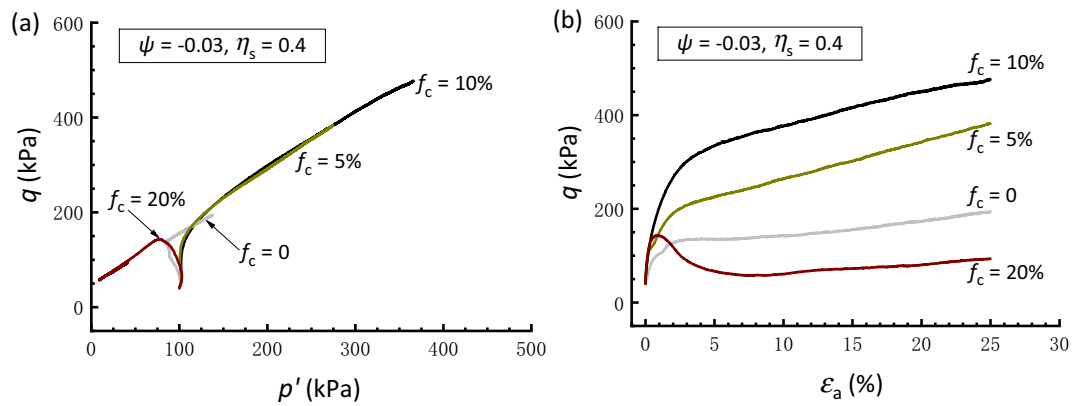 (a)
600
400
200
0
q (kPa)
ψ = -0.03, ηs = 0.4
fc = 10%
fc = 5%
fc = 20%
fc = 0
0 100 200 300 400 500
p' (kPa)
(b)
600
400
200
0
q (kPa)
ψ = -0.03, ηs = 0.4
fc = 10%
fc = 5%
fc = 0
fc = 20%
0 5 10 15 20 25 30
εa (%)